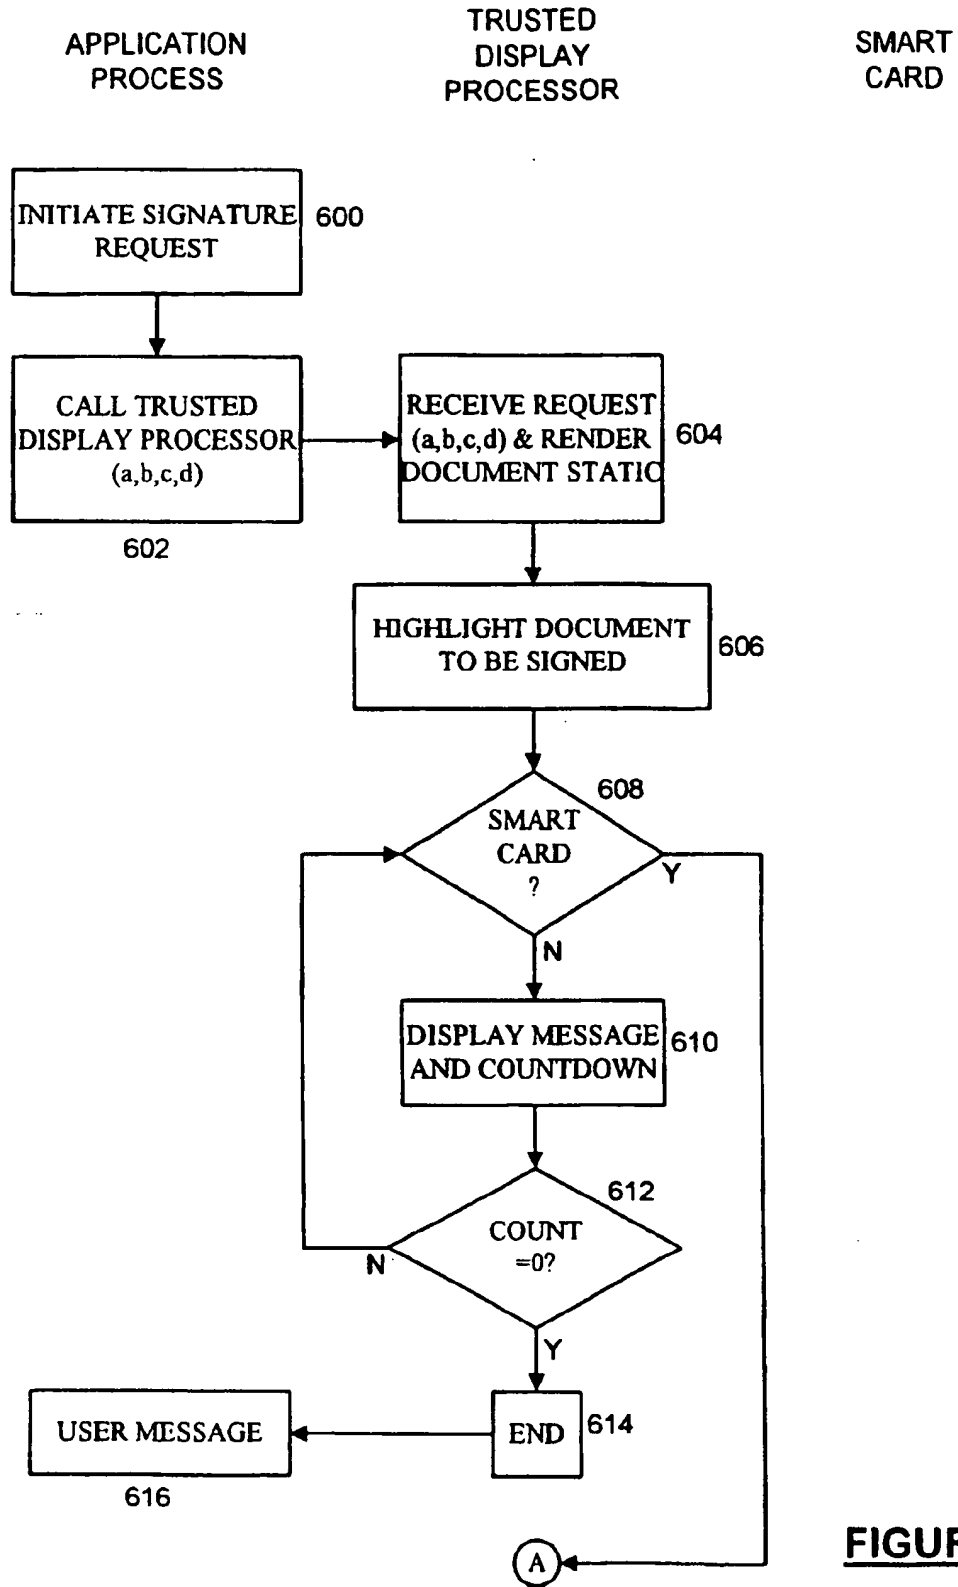 APPLICATION
PROCESS
TRUSTED
DISPLAY
PROCESSOR
SMART
CARD
INITIATE SIGNATURE
REQUEST
600
CALL TRUSTED
DISPLAY PROCESSOR
(a,b,c,d)
602
RECEIVE REQUEST
(a,b,c,d) & RENDER
DOCUMENT STATIC
604
HIGHLIGHT DOCUMENT
TO BE SIGNED
606
608
SMART
CARD
?
Y
N
DISPLAY MESSAGE
AND COUNTDOWN
610
612
COUNT
=0?
N
Y
END
614
USER MESSAGE
616
A